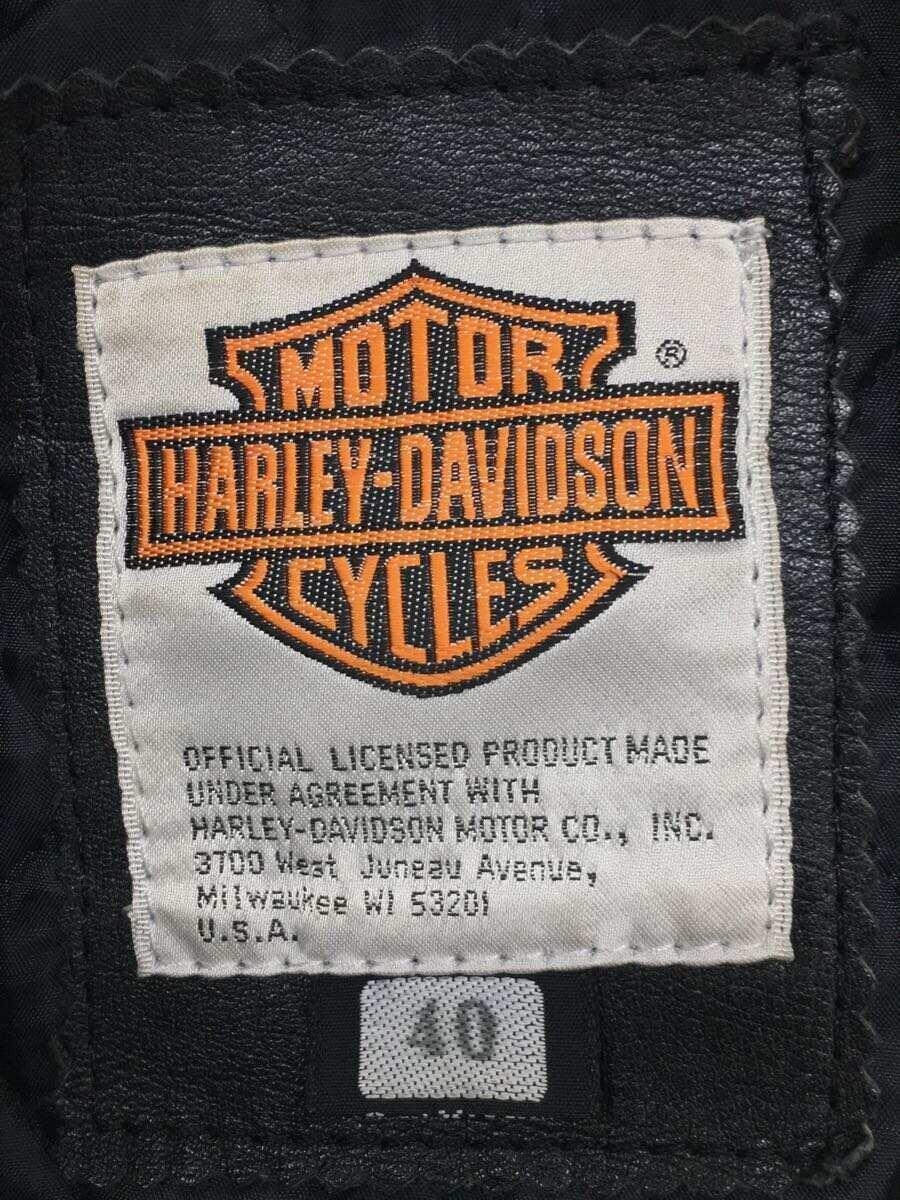 MOTOR
®
HARLEY-DAVIDSON
CYCLES
OFFICIAL LICENSED PRODUCT MADE
UNDER AGREEMENT WITH
HARLEY-DAVIDSON MOTOR CO., INC.
3700 West Juneau Avenue,
Milwaukee WI 53201
U.S.A.
40